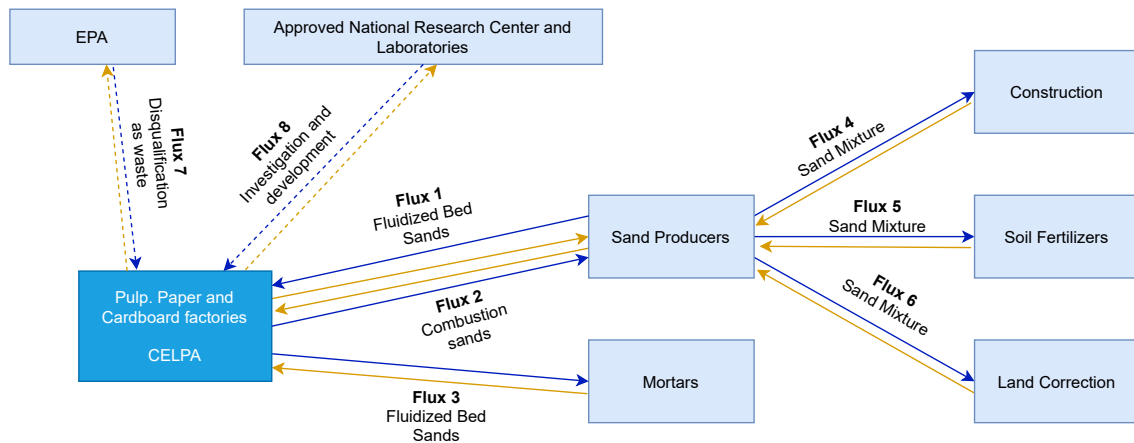 EPA
Approved National Research Center and
Laboratories
Flux 7
Disqualification
as waste
Flux 8
Investigation and
development
Flux 1
Fluidized Bed
Sands
Flux 2
Combustion
sands
Flux 3
Fluidized Bed
Sands
Pulp. Paper and
Cardboard factories
CELPA
Sand Producers
Mortars
Flux 4
Sand Mixture
Flux 5
Sand Mixture
Flux 6
Sand Mixture
Construction
Soil Fertilizers
Land Correction